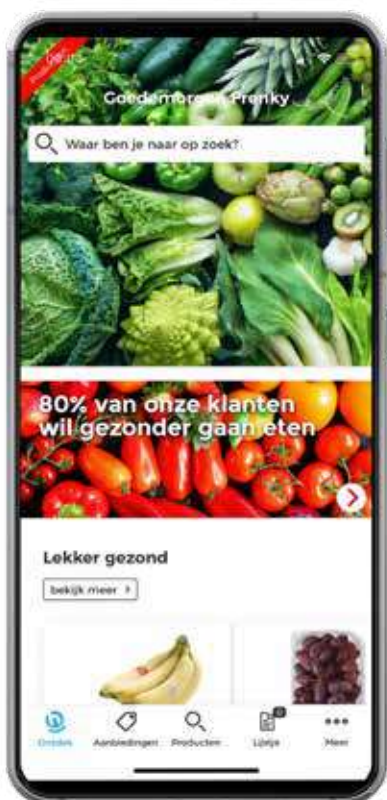 Goedemorgen Pronky
Waar ben je naar op zoek?
80% van onze klanten
wil gezonder gaan eten
Lekker gezond
bekijk meer
Ontdek
Aanbiedingen
Producten
Lijstje
0
Meer